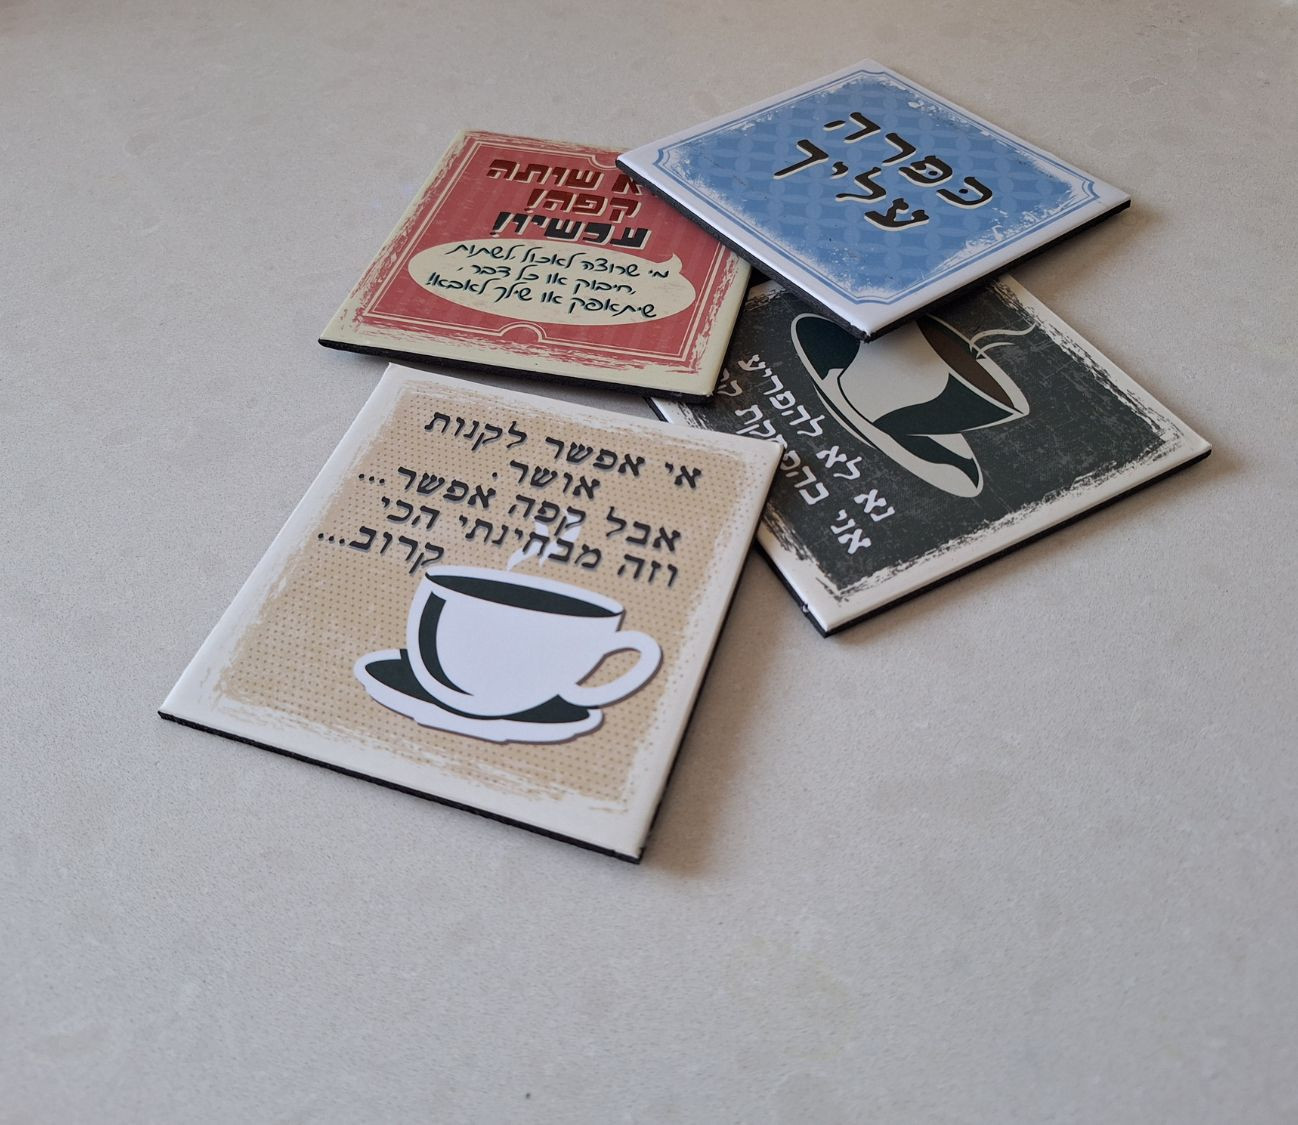 כפרה
עליך
שותה
קפה!
עכשיו!
מי שרוצה לאכול, לשתות
חיבוק או כל דבר,
שיתאפק או שילך לאבא!
נא לא להפריע
אני בהפסקת
אי אפשר לקנות
אושר.
אבל קפה אפשר...
וזה מבחינתי הכי
קרוב...